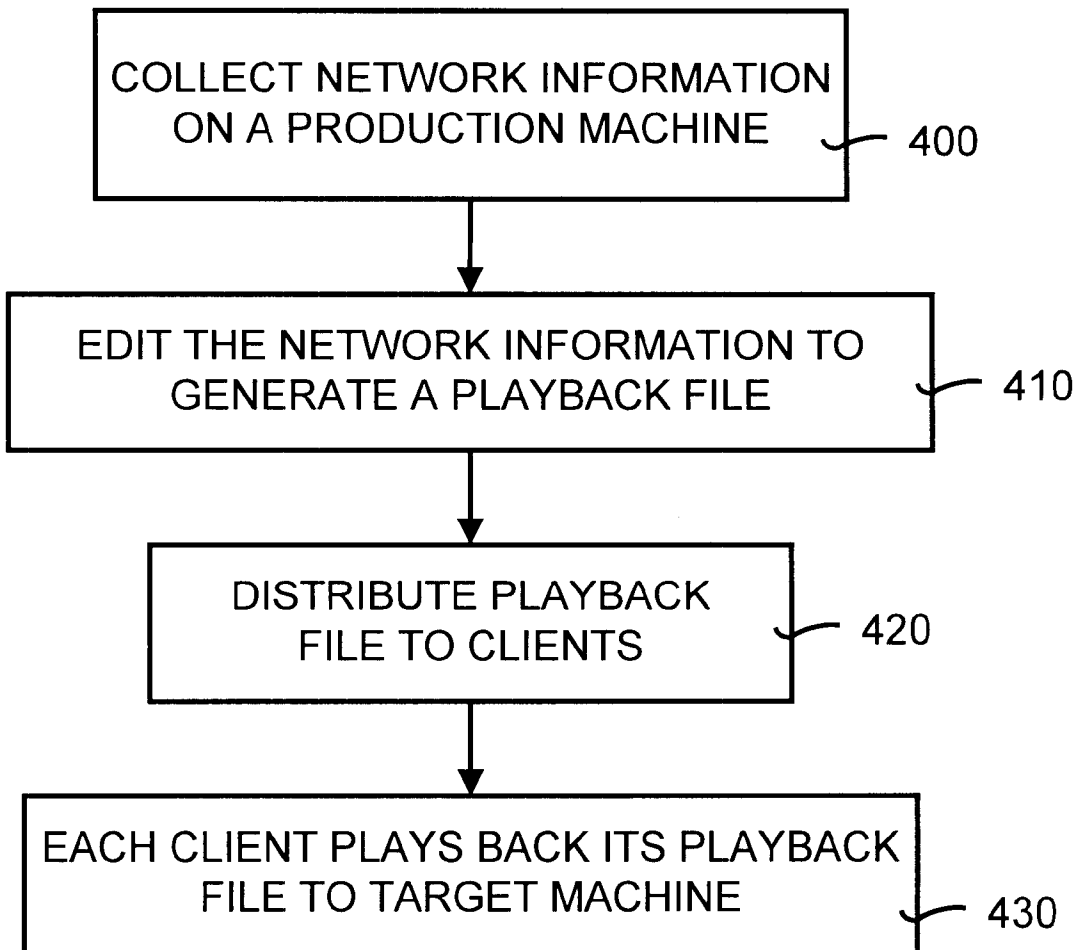 COLLECT NETWORK INFORMATION
ON A PRODUCTION MACHINE
400
EDIT THE NETWORK INFORMATION TO
GENERATE A PLAYBACK FILE
410
DISTRIBUTE PLAYBACK
FILE TO CLIENTS
420
EACH CLIENT PLAYS BACK ITS PLAYBACK
FILE TO TARGET MACHINE
430